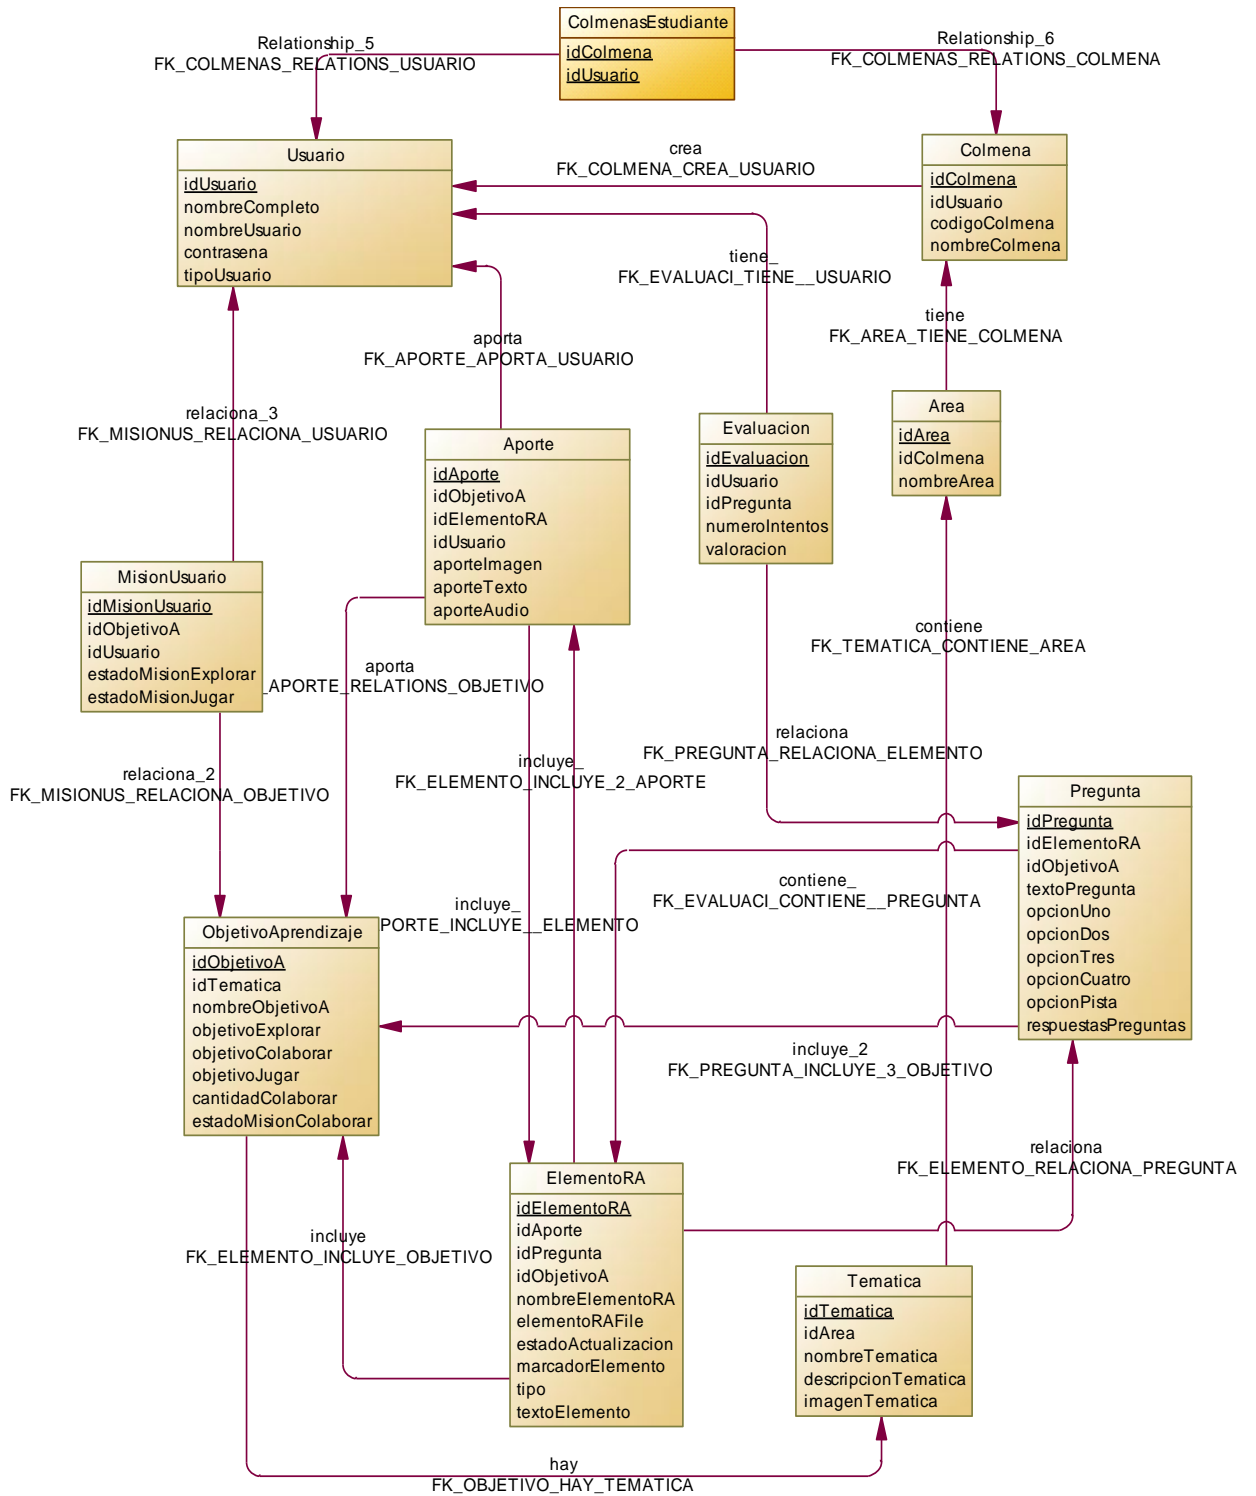 ColmenasEstudiante
idColmena
idUsuario
Relationship_5
FK_COLMENAS_RELATIONS_USUARIO
Relationship_6
FK_COLMENAS_RELATIONS_COLMENA
Usuario
idUsuario
nombreCompleto
nombreUsuario
contrasena
tipoUsuario
crea
FK_COLMENA_CREA_USUARIO
Colmena
idColmena
idUsuario
codigoColmena
nombreColmena
tiene_
FK_EVALUACI_TIENE__USUARIO
tiene
FK_AREA_TIENE_COLMENA
aporta
FK_APORTE_APORTA_USUARIO
relaciona_3
FK_MISIONUS_RELACIONA_USUARIO
Aporte
idAporte
idObjetivoA
idElementoRA
idUsuario
aporteImagen
aporteTexto
aporteAudio
Evaluacion
idEvaluacion
idUsuario
idPregunta
numeroIntentos
valoracion
Area
idArea
idColmena
nombreArea
MisionUsuario
idMisionUsuario
idObjetivoA
idUsuario
estadoMisionExplorar
estadoMisionJugar
aporta
_APORTE_RELATIONS_OBJETIVO
contiene
FK_TEMATICA_CONTIENE_AREA
relaciona_2
FK_MISIONUS_RELACIONA_OBJETIVO
incluye_
FK_ELEMENTO_INCLUYE_2_APORTE
relaciona
FK_PREGUNTA_RELACIONA_ELEMENTO
Pregunta
idPregunta
idElementoRA
idObjetivoA
textoPregunta
opcionUno
opcionDos
opcionTres
opcionCuatro
opcionPista
respuestasPreguntas
contiene_
FK_EVALUACI_CONTIENE__PREGUNTA
incluye_
PORTE_INCLUYE__ELEMENTO
ObjetivoAprendizaje
idObjetivoA
idTematica
nombreObjetivoA
objetivoExplorar
objetivoColaborar
objetivoJugar
cantidadColaborar
estadoMisionColaborar
incluye_2
FK_PREGUNTA_INCLUYE_3_OBJETIVO
relaciona
FK_ELEMENTO_RELACIONA_PREGUNTA
ElementoRA
idElementoRA
idAporte
idPregunta
idObjetivoA
nombreElementoRA
elementoRAFile
estadoActualizacion
marcadorElemento
tipo
textoElemento
incluye
FK_ELEMENTO_INCLUYE_OBJETIVO
Tematica
idTematica
idArea
nombreTematica
descripcionTematica
imagenTematica
hay
FK_OBJETIVO_HAY_TEMATICA